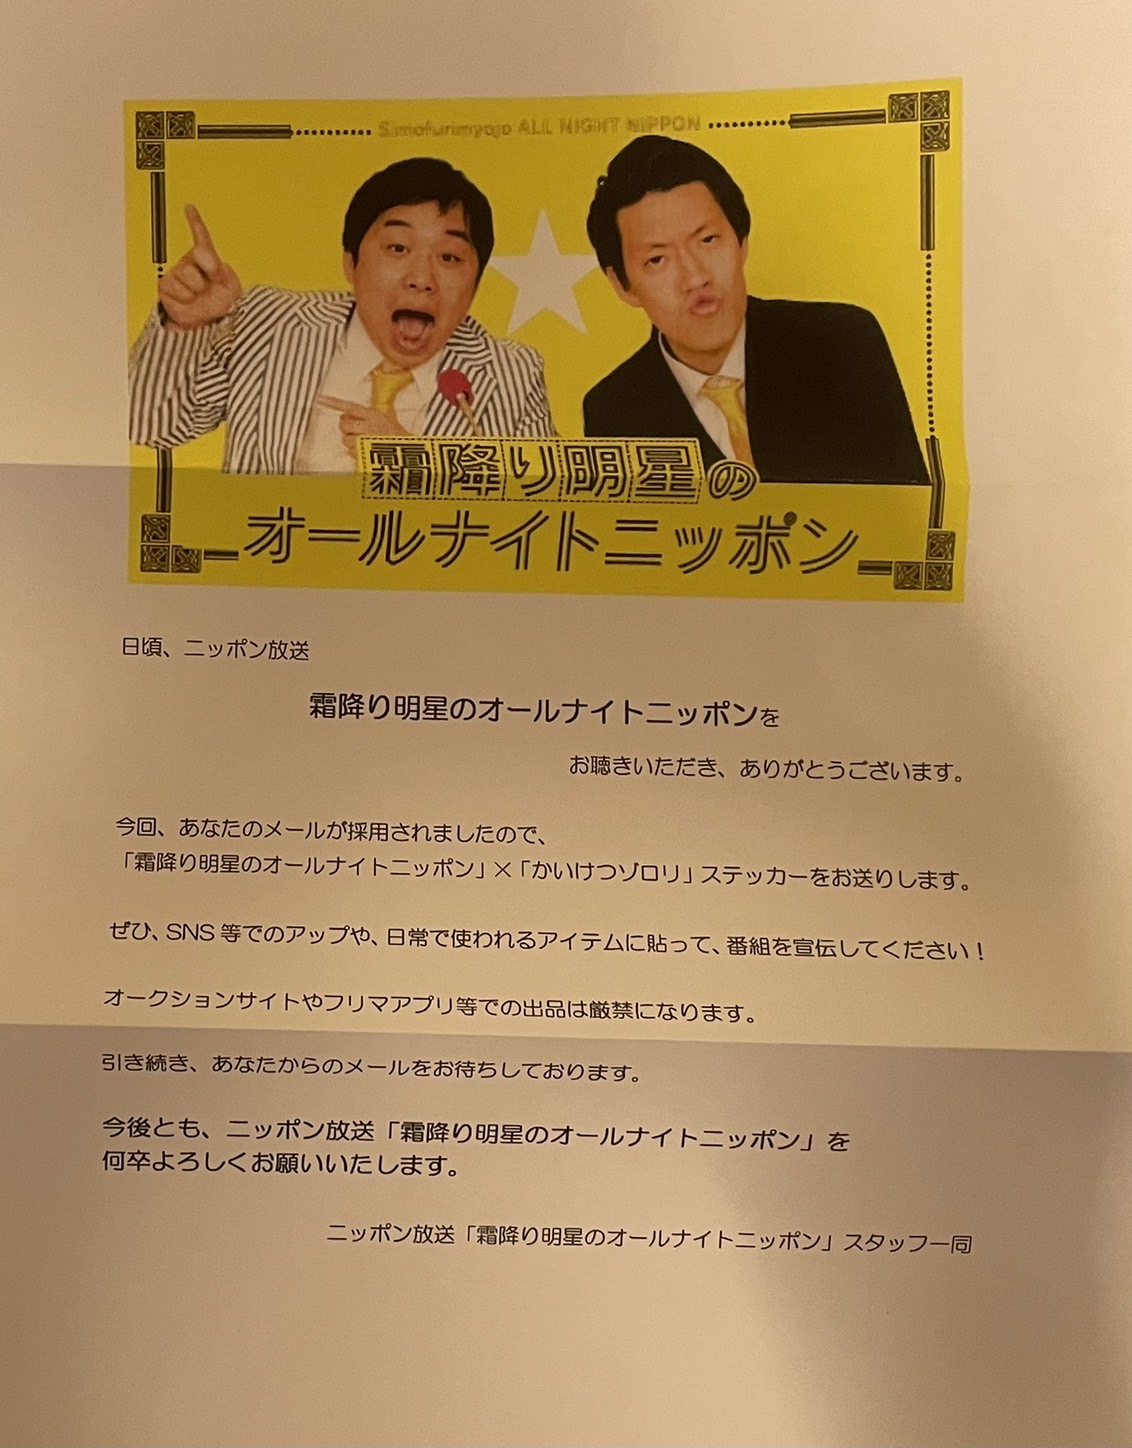 Simofurimyojo ALL NIGHT NIPPON
霜降り明星の
オールナイトニッポン
日頃、ニッポン放送
霜降り明星のオールナイトニッポンを
お聴きいただき、ありがとうございます。
今回、あなたのメールが採用されましたので、
「霜降り明星のオールナイトニッポン」×「かいけつゾロリ」ステッカーをお送りします。
ぜひ、SNS 等でのアップや、日常で使われるアイテムに貼って、番組を宣伝してください！
オークションサイトやフリマアプリ等での出品は厳禁になります。
引き続き、あなたからのメールをお待ちしております。
今後とも、ニッポン放送「霜降り明星のオールナイトニッポン」を
何卒よろしくお願いいたします。
ニッポン放送「霜降り明星のオールナイトニッポン」スタッフ一同